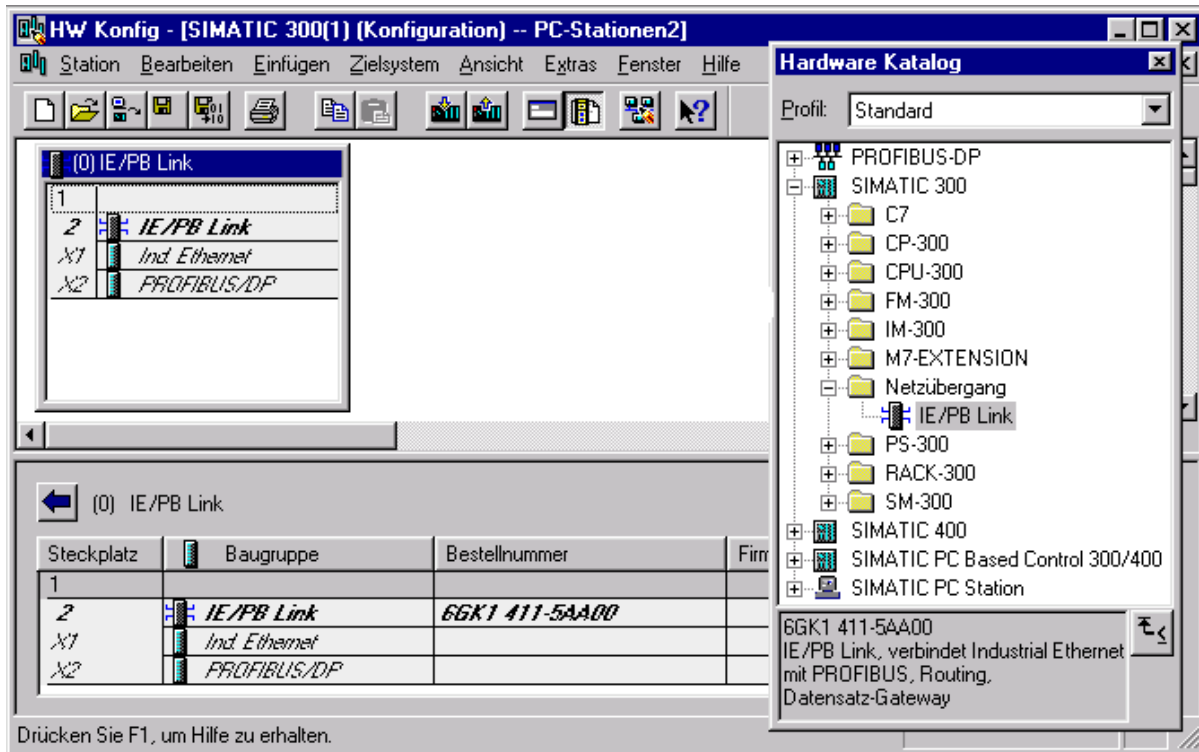 HW Konfig - [SIMATIC 300(1) (Konfiguration) -- PC-Stationen2]
Station Bearbeiten Einfügen Zielsystem Ansicht Extras Fenster Hilfe
(0) IE/PB Link
1
2 IE/PB Link
X1 Ind. Ethernet
X2 PROFIBUS/DP
(0) IE/PB Link
Steckplatz Baugruppe Bestellnummer Firm
1
2 IE/PB Link 6GK1 411-5AA00
X1 Ind. Ethernet
X2 PROFIBUS/DP
Drücken Sie F1, um Hilfe zu erhalten.
Hardware Katalog
Profil: Standard
PROFIBUS-DP
SIMATIC 300
C7
CP-300
CPU-300
FM-300
IM-300
M7-EXTENSION
Netzübergang
IE/PB Link
PS-300
RACK-300
SM-300
SIMATIC 400
SIMATIC PC Based Control 300/400
SIMATIC PC Station
6GK1 411-5AA00
IE/PB Link, verbindet Industrial Ethernet
mit PROFIBUS, Routing,
Datensatz-Gateway